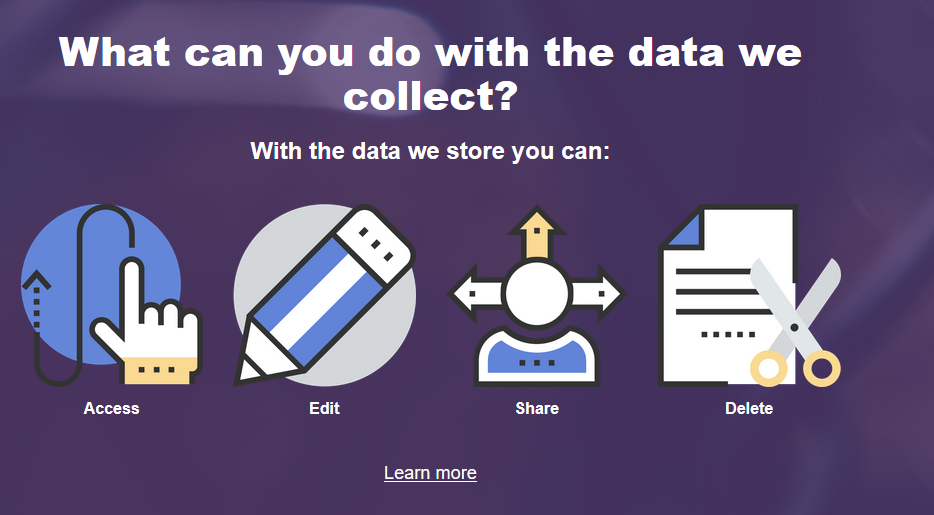 What can you do with the data we
collect?
With the data we store you can:
Access
Edit
Share
Delete
Learn more